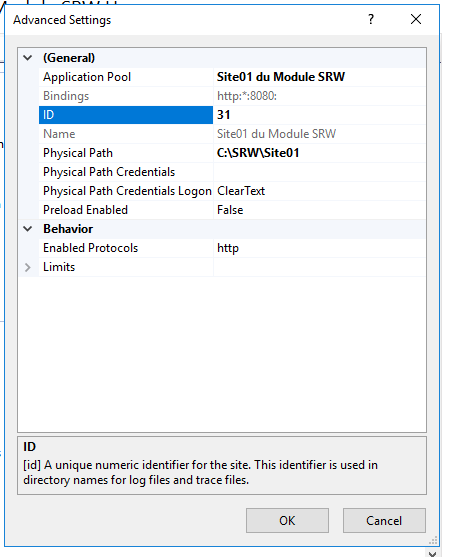 Advanced Settings
?
(General)
Application Pool Site01 du Module SRW
Bindings http:*:8080:
ID 31
Name Site01 du Module SRW
Physical Path C:\SRW\Site01
Physical Path Credentials
Physical Path Credentials Logon ClearText
Preload Enabled False
Behavior
Enabled Protocols http
Limits
ID
[id] A unique numeric identifier for the site. This identifier is used in
directory names for log files and trace files.
OK Cancel